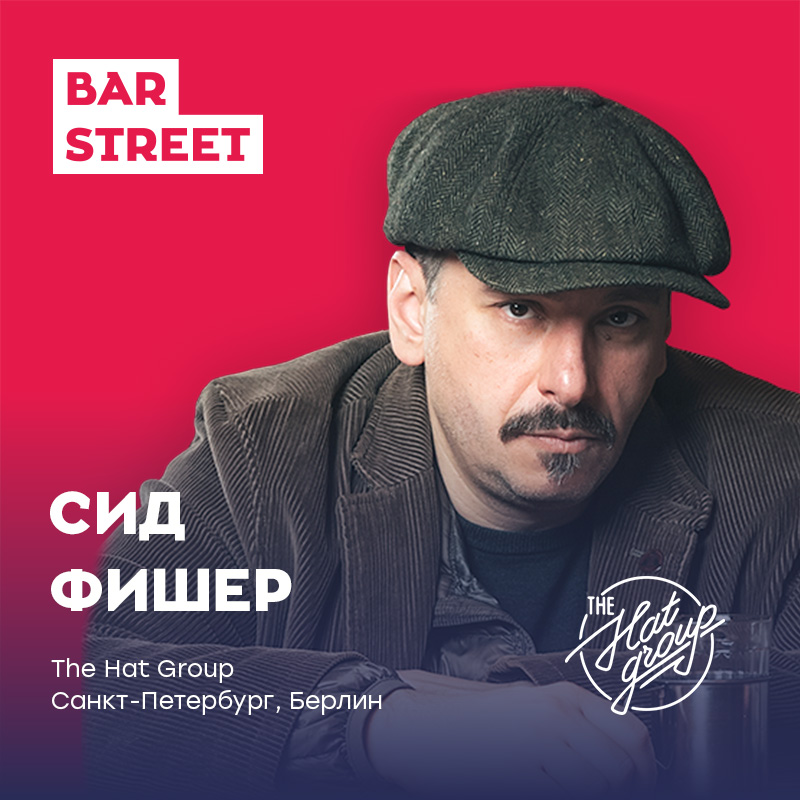 BAR
STREET
СИД
ФИШЕР
The Hat Group
Санкт-Петербург, Берлин
THE
Hat
group